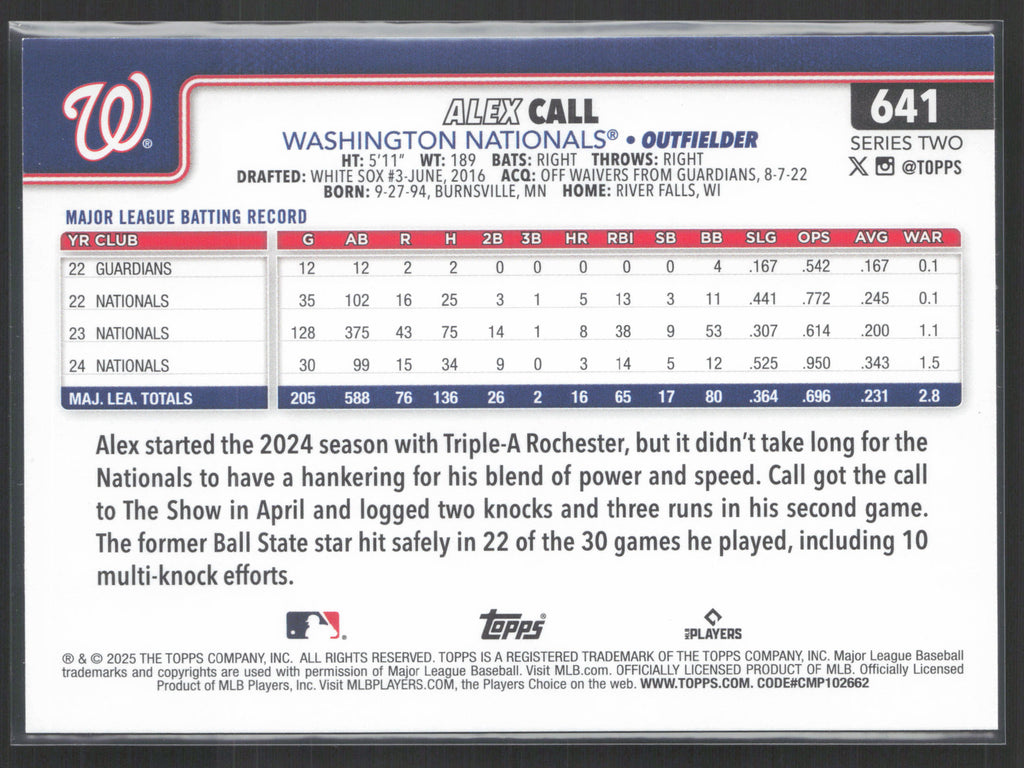 W®
641
ALEX CALL
WASHINGTON NATIONALS® • OUTFIELDER
SERIES TWO
@TOPPS
HT: 5'11" WT: 189 BATS: RIGHT THROWS: RIGHT
DRAFTED: WHITE SOX #3-JUNE, 2016 ACQ: OFF WAIVERS FROM GUARDIANS, 8-7-22
BORN: 9-27-94, BURNSVILLE, MN HOME: RIVER FALLS, WI
MAJOR LEAGUE BATTING RECORD
YR CLUB G AB R H 2B 3B HR RBI SB BB SLG OPS AVG WAR
22 GUARDIANS 12 12 2 2 0 0 0 0 0 4 .167 .542 .167 0.1
22 NATIONALS 35 102 16 25 3 1 5 13 3 11 .441 .772 .245 0.1
23 NATIONALS 128 375 43 75 14 1 8 38 9 53 .307 .614 .200 1.1
24 NATIONALS 30 99 15 34 9 0 3 14 5 12 .525 .950 .343 1.5
MAJ. LEA. TOTALS 205 588 76 136 26 2 16 65 17 80 .364 .696 .231 2.8
Alex started the 2024 season with Triple-A Rochester, but it didn't take long for the
Nationals to have a hankering for his blend of power and speed. Call got the call
to The Show in April and logged two knocks and three runs in his second game.
The former Ball State star hit safely in 22 of the 30 games he played, including 10
multi-knock efforts.
Topps® MLB PLAYERS
® & © 2025 THE TOPPS COMPANY, INC. ALL RIGHTS RESERVED. TOPPS IS A REGISTERED TRADEMARK OF THE TOPPS COMPANY, INC. Major League Baseball
trademarks and copyrights are used with permission of Major League Baseball. Visit MLB.com. OFFICIALLY LICENSED PRODUCT OF MLB. Officially Licensed
Product of MLB Players, Inc. Visit MLBPLAYERS.COM, the Players Choice on the web. WWW.TOPPS.COM. CODE#CMP102662